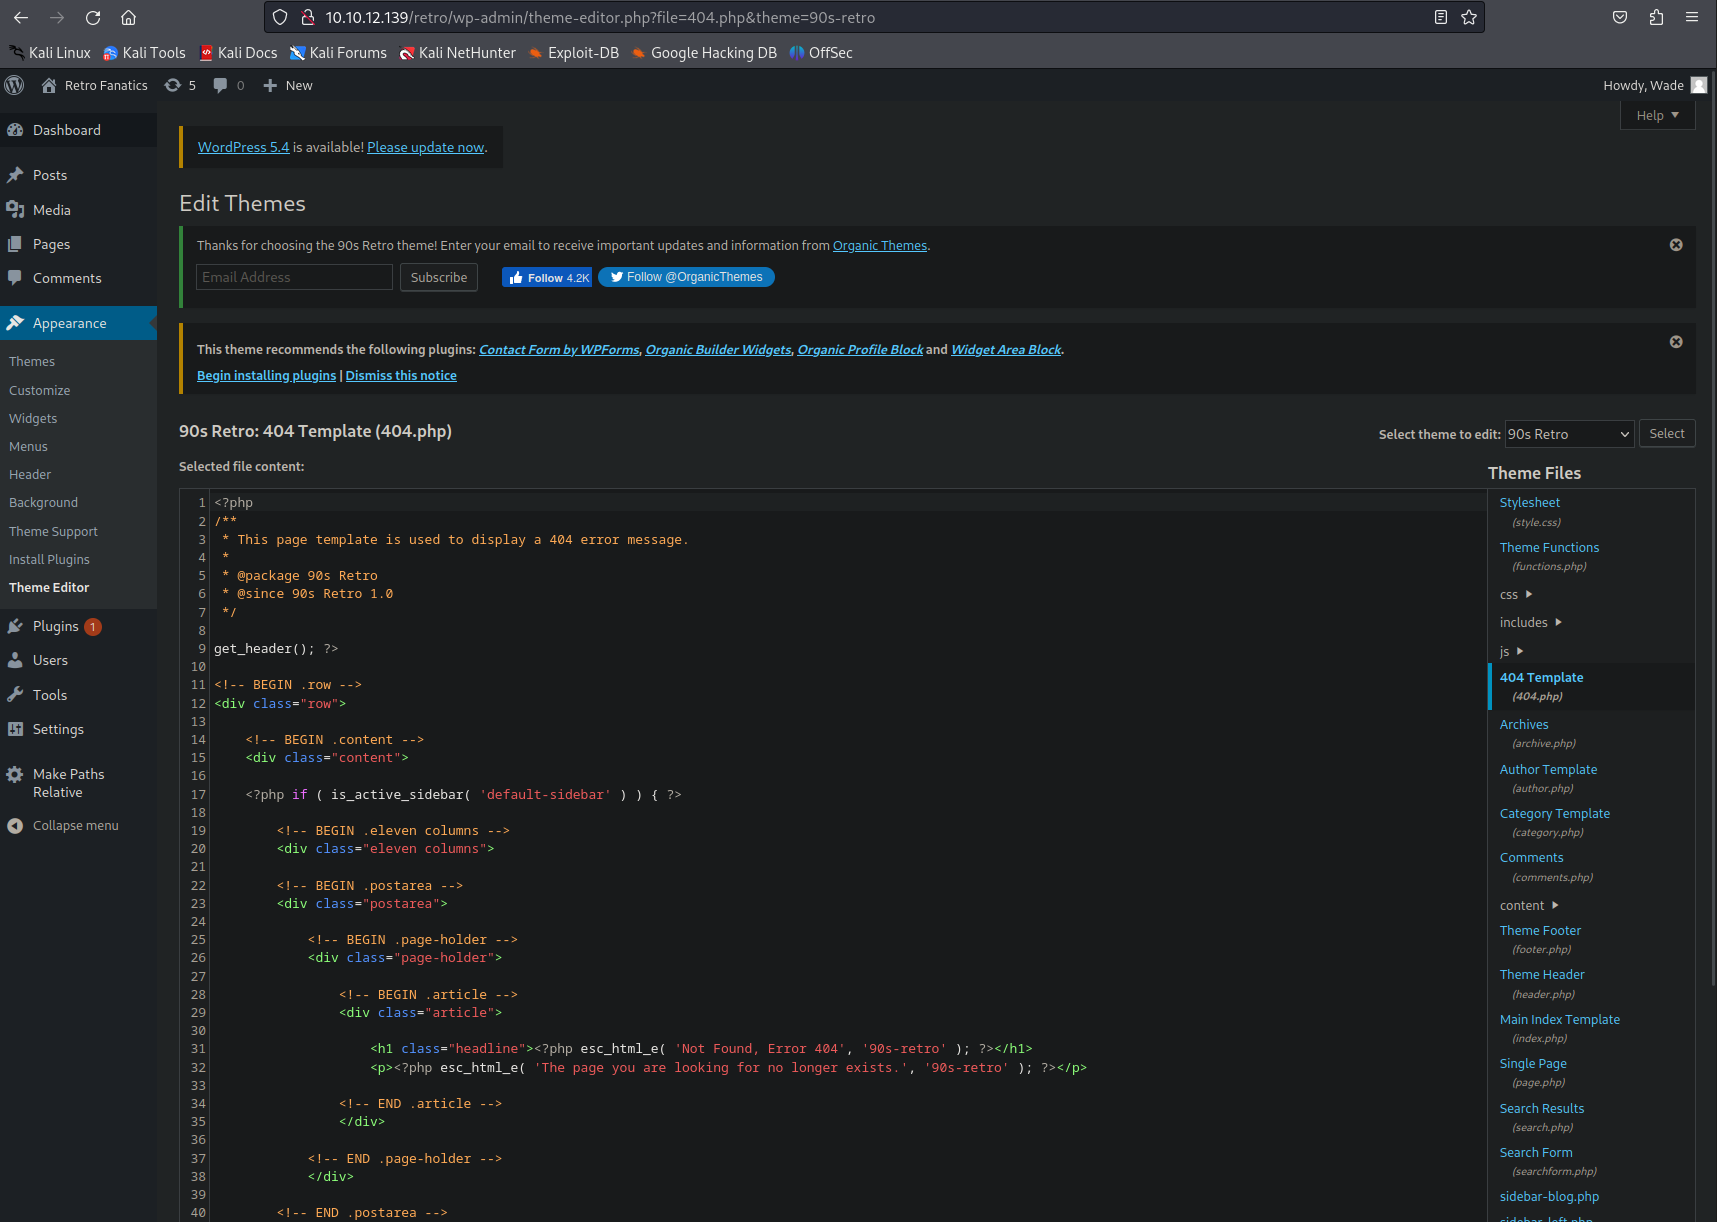 10.10.12.139/retro/wp-admin/theme-editor.php?file=404.php&theme=90s-retro
Kali Linux Kali Tools Kali Docs Kali Forums Kali NetHunter Exploit-DB Google Hacking DB OffSec
Retro Fanatics 5 0 New Howdy, Wade
Help
Dashboard
Posts
Media
Pages
Comments
Appearance
Themes
Customize
Widgets
Menus
Header
Background
Theme Support
Install Plugins
Theme Editor
Plugins 1
Users
Tools
Settings
Make Paths
Relative
Collapse menu
WordPress 5.4 is available! Please update now.
Edit Themes
Thanks for choosing the 90s Retro theme! Enter your email to receive important updates and information from Organic Themes.
Email Address Subscribe Follow 4.2K Follow @OrganicThemes
This theme recommends the following plugins: Contact Form by WPForms, Organic Builder Widgets, Organic Profile Block and Widget Area Block.
Begin installing plugins | Dismiss this notice
90s Retro: 404 Template (404.php)
Select theme to edit: 90s Retro Select
Selected file content:
1 <?php
2 /**
3 * This page template is used to display a 404 error message.
4 *
5 * @package 90s Retro
6 * @since 90s Retro 1.0
7 */
8
9 get_header(); ?>
10
11 <!-- BEGIN .row -->
12 <div class="row">
13
14 <!-- BEGIN .content -->
15 <div class="content">
16
17 <?php if ( is_active_sidebar( 'default-sidebar' ) ) { ?>
18
19 <!-- BEGIN .eleven columns -->
20 <div class="eleven columns">
21
22 <!-- BEGIN .postarea -->
23 <div class="postarea">
24
25 <!-- BEGIN .page-holder -->
26 <div class="page-holder">
27
28 <!-- BEGIN .article -->
29 <div class="article">
30
31 <h1 class="headline"><?php esc_html_e( 'Not Found, Error 404', '90s-retro' ); ?></h1>
32 <p><?php esc_html_e( 'The page you are looking for no longer exists.', '90s-retro' ); ?></p>
33
34 <!-- END .article -->
35 </div>
36
37 <!-- END .page-holder -->
38 </div>
39
40 <!-- END .postarea -->
Theme Files
Stylesheet
(style.css)
Theme Functions
(functions.php)
css
includes
js
404 Template
(404.php)
Archives
(archive.php)
Author Template
(author.php)
Category Template
(category.php)
Comments
(comments.php)
content
Theme Footer
(footer.php)
Theme Header
(header.php)
Main Index Template
(index.php)
Single Page
(page.php)
Search Results
(search.php)
Search Form
(searchform.php)
sidebar-blog.php
sidebar-left.php